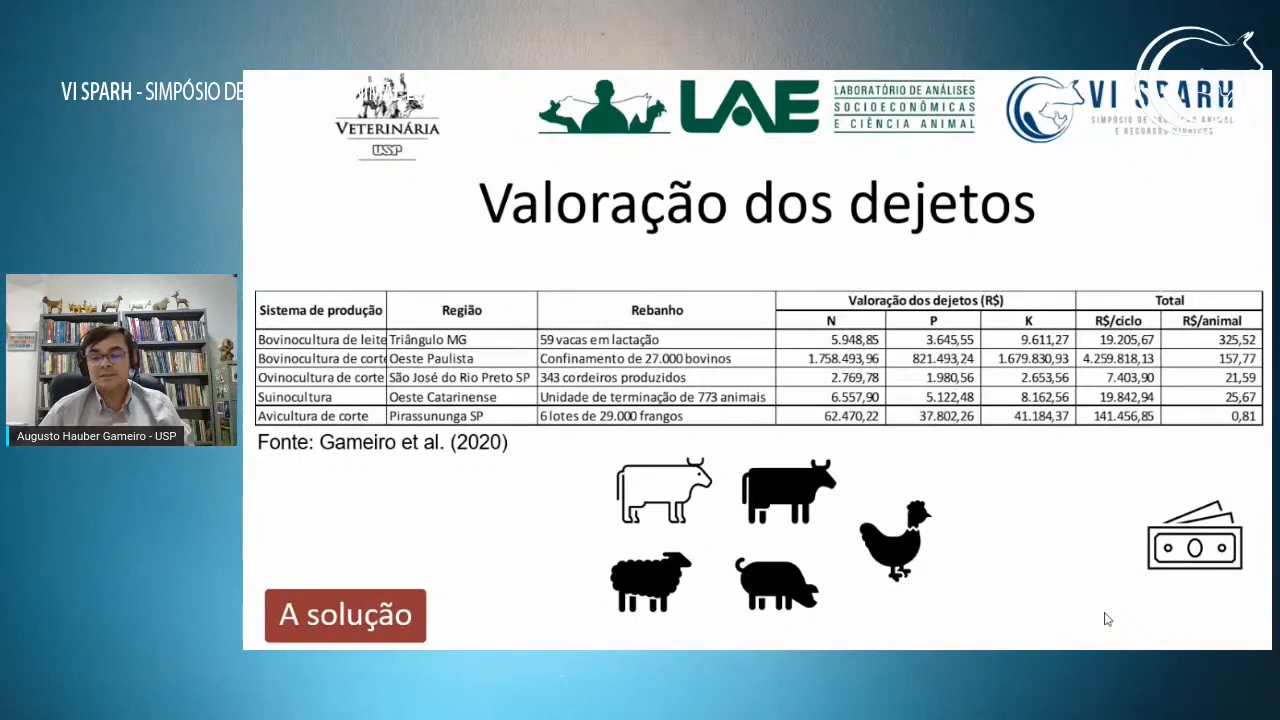 VI SPARH - SIMPÓSIO DE
VETERINÁRIA
USP
LAE
LABORATÓRIO DE ANÁLISES
SOCIOECONÔMICAS
E CIÊNCIA ANIMAL
VI SPARH
SIMPÓSIO DE PRODUÇÃO ANIMAL
E RECURSOS HÍDRICOS
Valoração dos dejetos
Sistema de produção Região Rebanho Valoração dos dejetos (R$) Total
N P K R$/ciclo R$/animal
Bovinocultura de leite Triângulo MG 59 vacas em lactação 5.948,85 3.645,55 9.611,27 19.205,67 325,52
Bovinocultura de corte Oeste Paulista Confinamento de 27.000 bovinos 1.758.493,96 821.493,24 1.679.830,93 4.259.818,13 157,77
Ovinocultura de corte São José do Rio Preto SP 343 cordeiros produzidos 2.769,78 1.980,56 2.653,56 7.403,90 21,59
Suinocultura Oeste Catarinense Unidade de terminação de 773 animais 6.557,90 5.122,48 8.162,56 19.842,94 25,67
Avicultura de corte Pirassununga SP 6 lotes de 29.000 frangos 62.470,22 37.802,26 41.184,37 141.456,85 0,81
Fonte: Gameiro et al. (2020)
Augusto Hauber Gameiro - USP
A solução